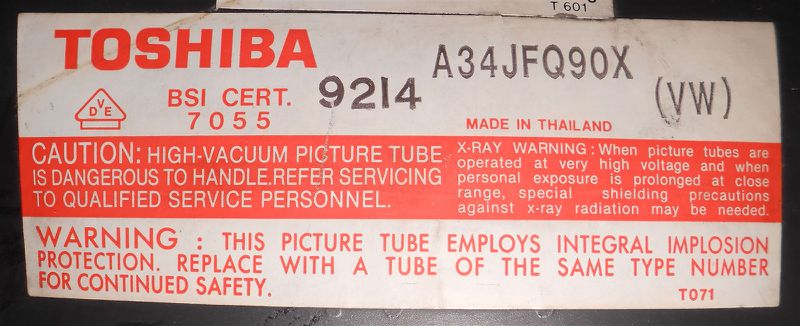 T 601
TOSHIBA
A34JFQ90X
BSI CERT.
7055
9214
(VW)
DVE
MADE IN THAILAND
CAUTION: HIGH-VACUUM PICTURE TUBE
IS DANGEROUS TO HANDLE.REFER SERVICING
TO QUALIFIED SERVICE PERSONNEL.
X-RAY WARNING: When picture tubes are
operated at very high voltage and when
personal exposure is prolonged at close
range, special shielding precautions
against x-ray radiation may be needed.
WARNING : THIS PICTURE TUBE EMPLOYS INTEGRAL IMPLOSION
PROTECTION. REPLACE WITH A TUBE OF THE SAME TYPE NUMBER
FOR CONTINUED SAFETY.
T071